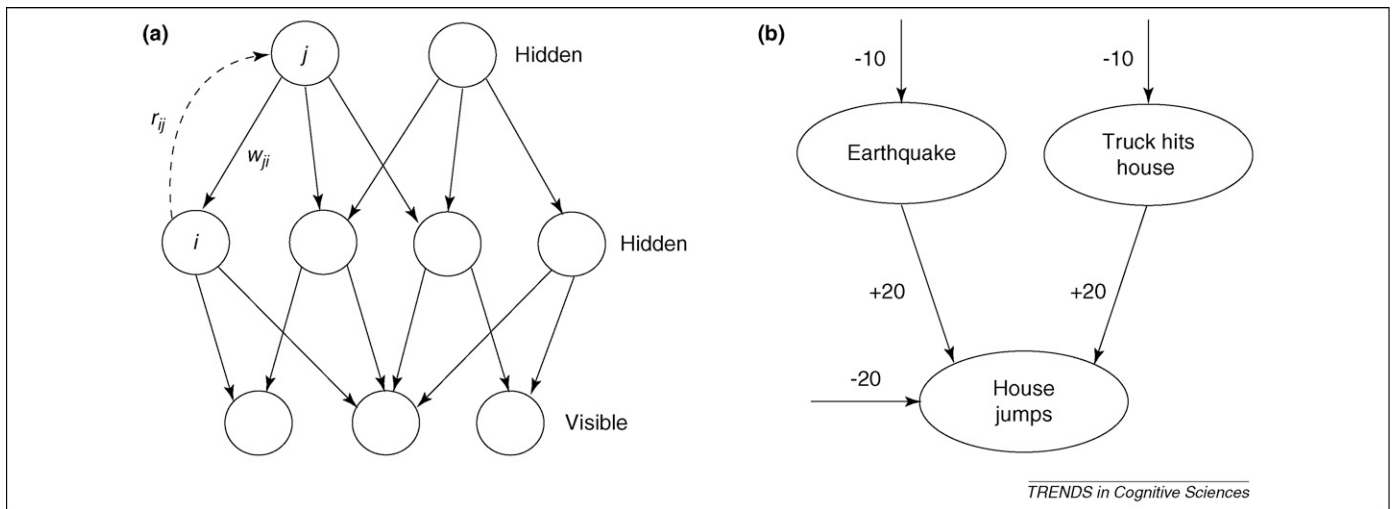 (a)
j
Hidden
r_ij
w_ji
i
Hidden
Visible
(b)
-10
-10
Earthquake
Truck hits
house
+20
+20
-20
House
jumps
TRENDS in Cognitive Sciences